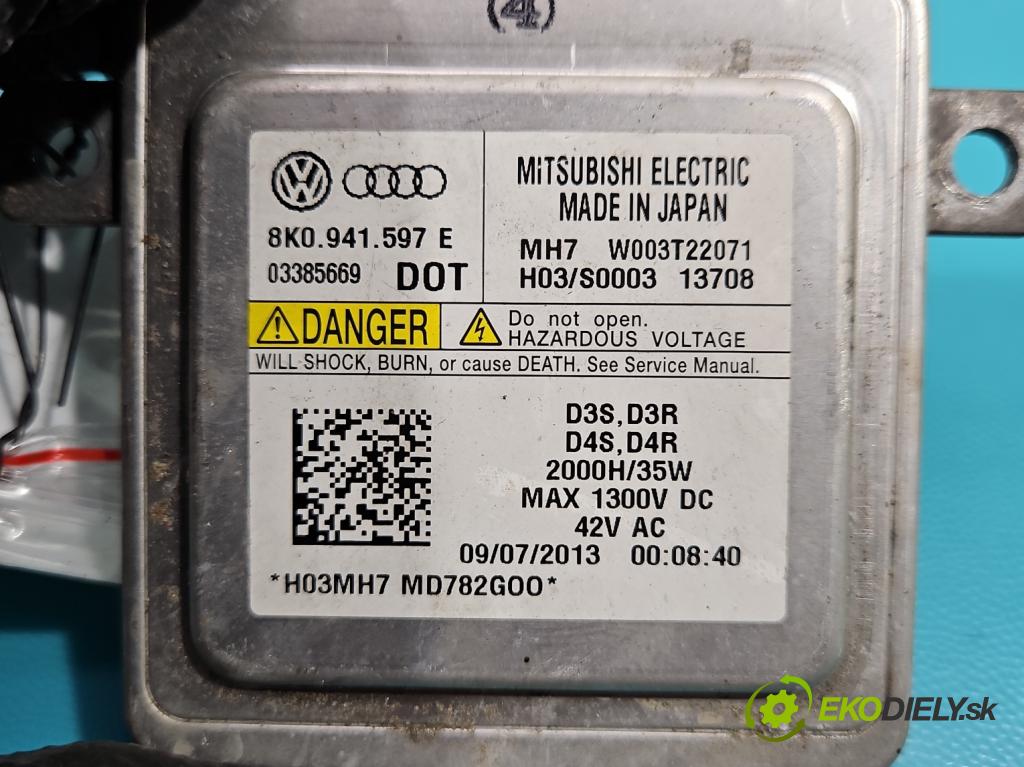 (4)
8K0.941.597 E
03385669 DOT
MiTSUBISHI ELECTRIC
MADE IN JAPAN
MH7 W003T22071
H03/S0003 13708
DANGER
Do not open.
HAZARDOUS VOLTAGE
WILL SHOCK, BURN, or cause DEATH. See Service Manual.
D3S,D3R
D4S,D4R
2000H/35W
MAX 1300V DC
42V AC
09/07/2013 00:08:40
*H03MH7 MD782G00*
EKODIELY.sk